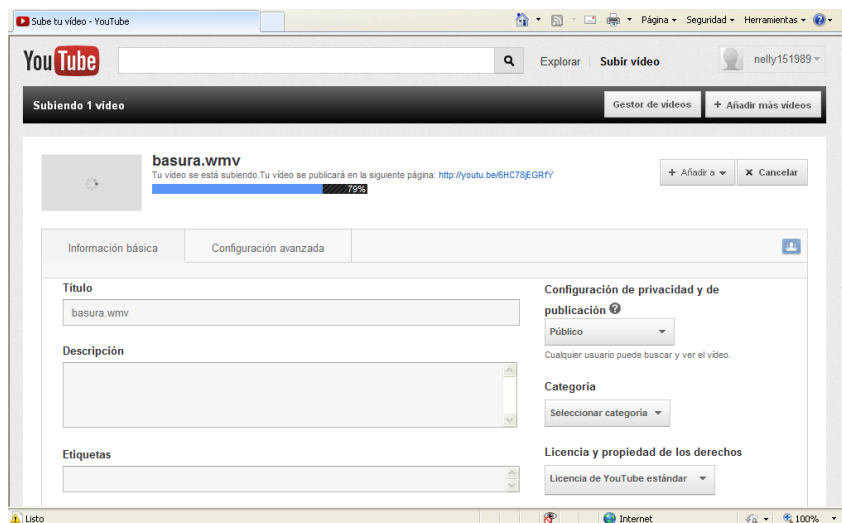 Sube tu vídeo - YouTube
Página Seguridad Herramientas
YouTube
Explorar Subir vídeo nelly151989
Subiendo 1 vídeo Gestor de vídeos + Añadir más vídeos
basura.wmv
Tu vídeo se está subiendo.Tu vídeo se publicará en la siguiente página: http://youtu.be/6HC78jEGRfY
79%
+ Añadir a x Cancelar
Información básica Configuración avanzada
Título
basura.wmv
Descripción
Etiquetas
Configuración de privacidad y de
publicación ?
Público
Cualquier usuario puede buscar y ver el vídeo.
Categoría
Seleccionar categoría
Licencia y propiedad de los derechos
Licencia de YouTube estándar
Listo Internet 100%